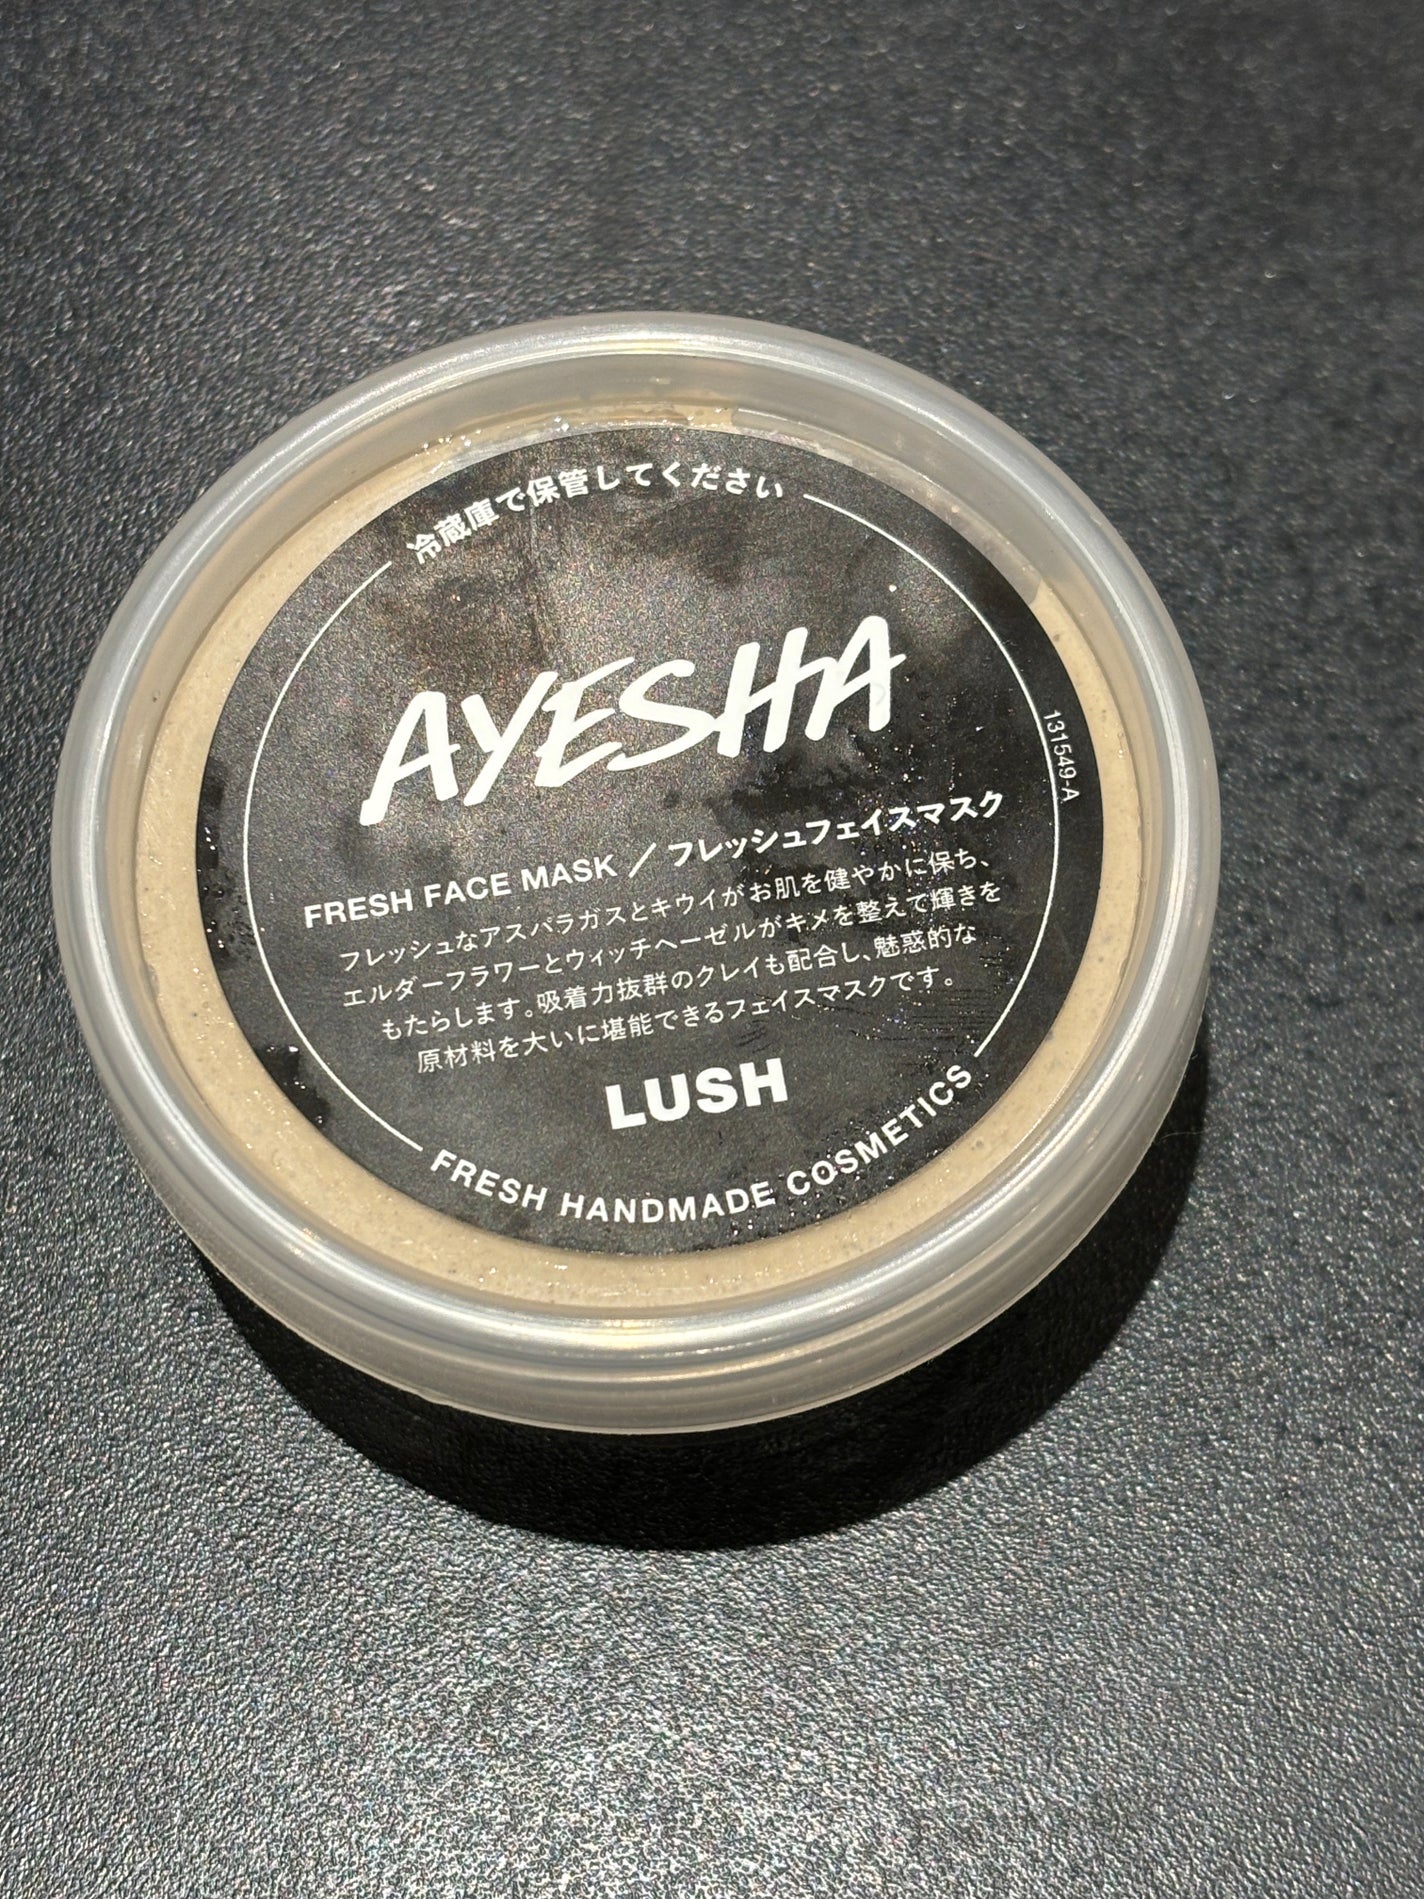 冷蔵庫で保管してください
AYESHA
131549-A
FRESH FACE MASK／フレッシュフェイスマスク
フレッシュなアスパラガスとキウイがお肌を健やかに保ち、
エルダーフラワーとウィッチヘーゼルがキメを整えて輝きを
もたらします。吸着力抜群のクレイも配合し、魅惑的な
原材料を大いに堪能できるフェイスマスクです。
LUSH
FRESH HANDMADE COSMETICS